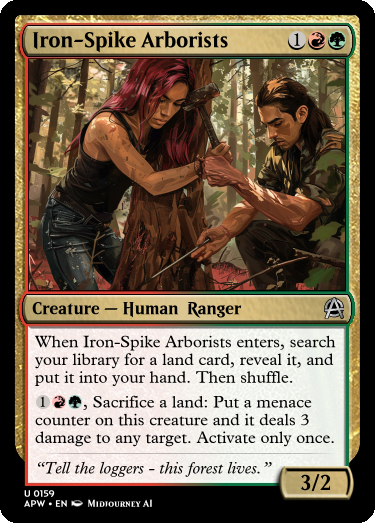 Iron-Spike Arborists 1
Creature — Human Ranger
When Iron-Spike Arborists enters, search
your library for a land card, reveal it, and
put it into your hand. Then shuffle.
1, Sacrifice a land: Put a menace
counter on this creature and it deals 3
damage to any target. Activate only once.
“Tell the loggers - this forest lives.”
3/2
U 0159
APW • EN Midjourney AI